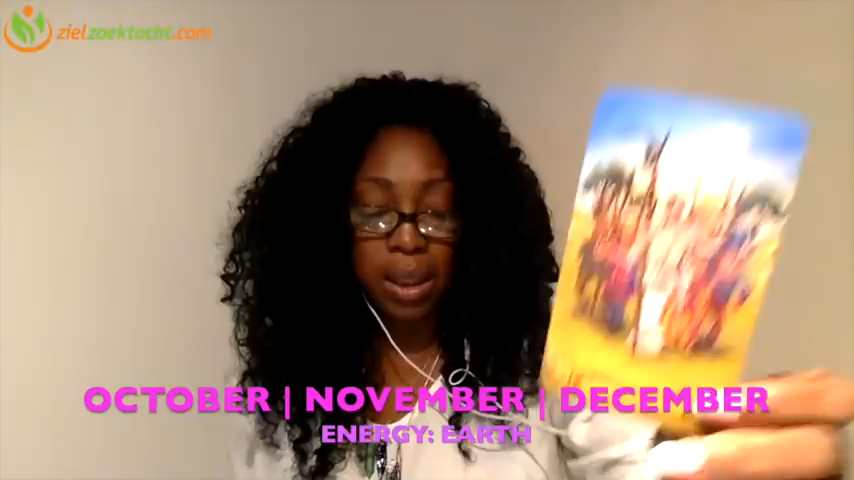 zielzoektocht.com
OCTOBER | NOVEMBER | DECEMBER
ENERGY: EARTH